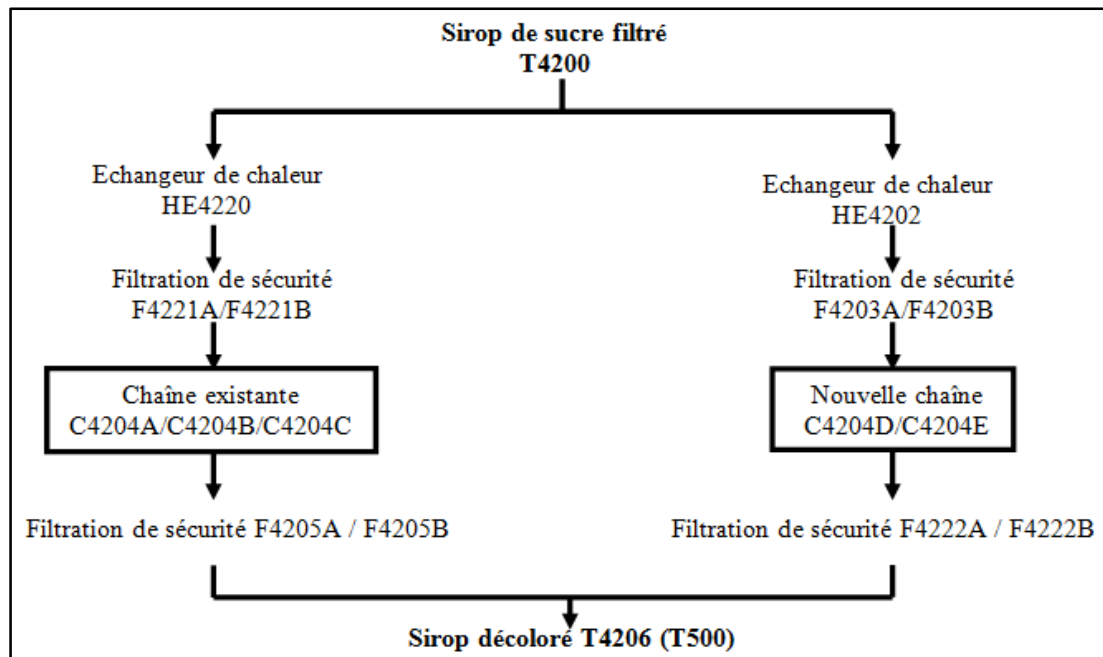 Sirop de sucre filtré
T4200
Echangeur de chaleur
HE4220
Filtration de sécurité
F4221A/F4221B
Chaîne existante
C4204A/C4204B/C4204C
Filtration de sécurité F4205A / F4205B
Echangeur de chaleur
HE4202
Filtration de sécurité
F4203A/F4203B
Nouvelle chaîne
C4204D/C4204E
Filtration de sécurité F4222A / F4222B
Sirop décoloré T4206 (T500)